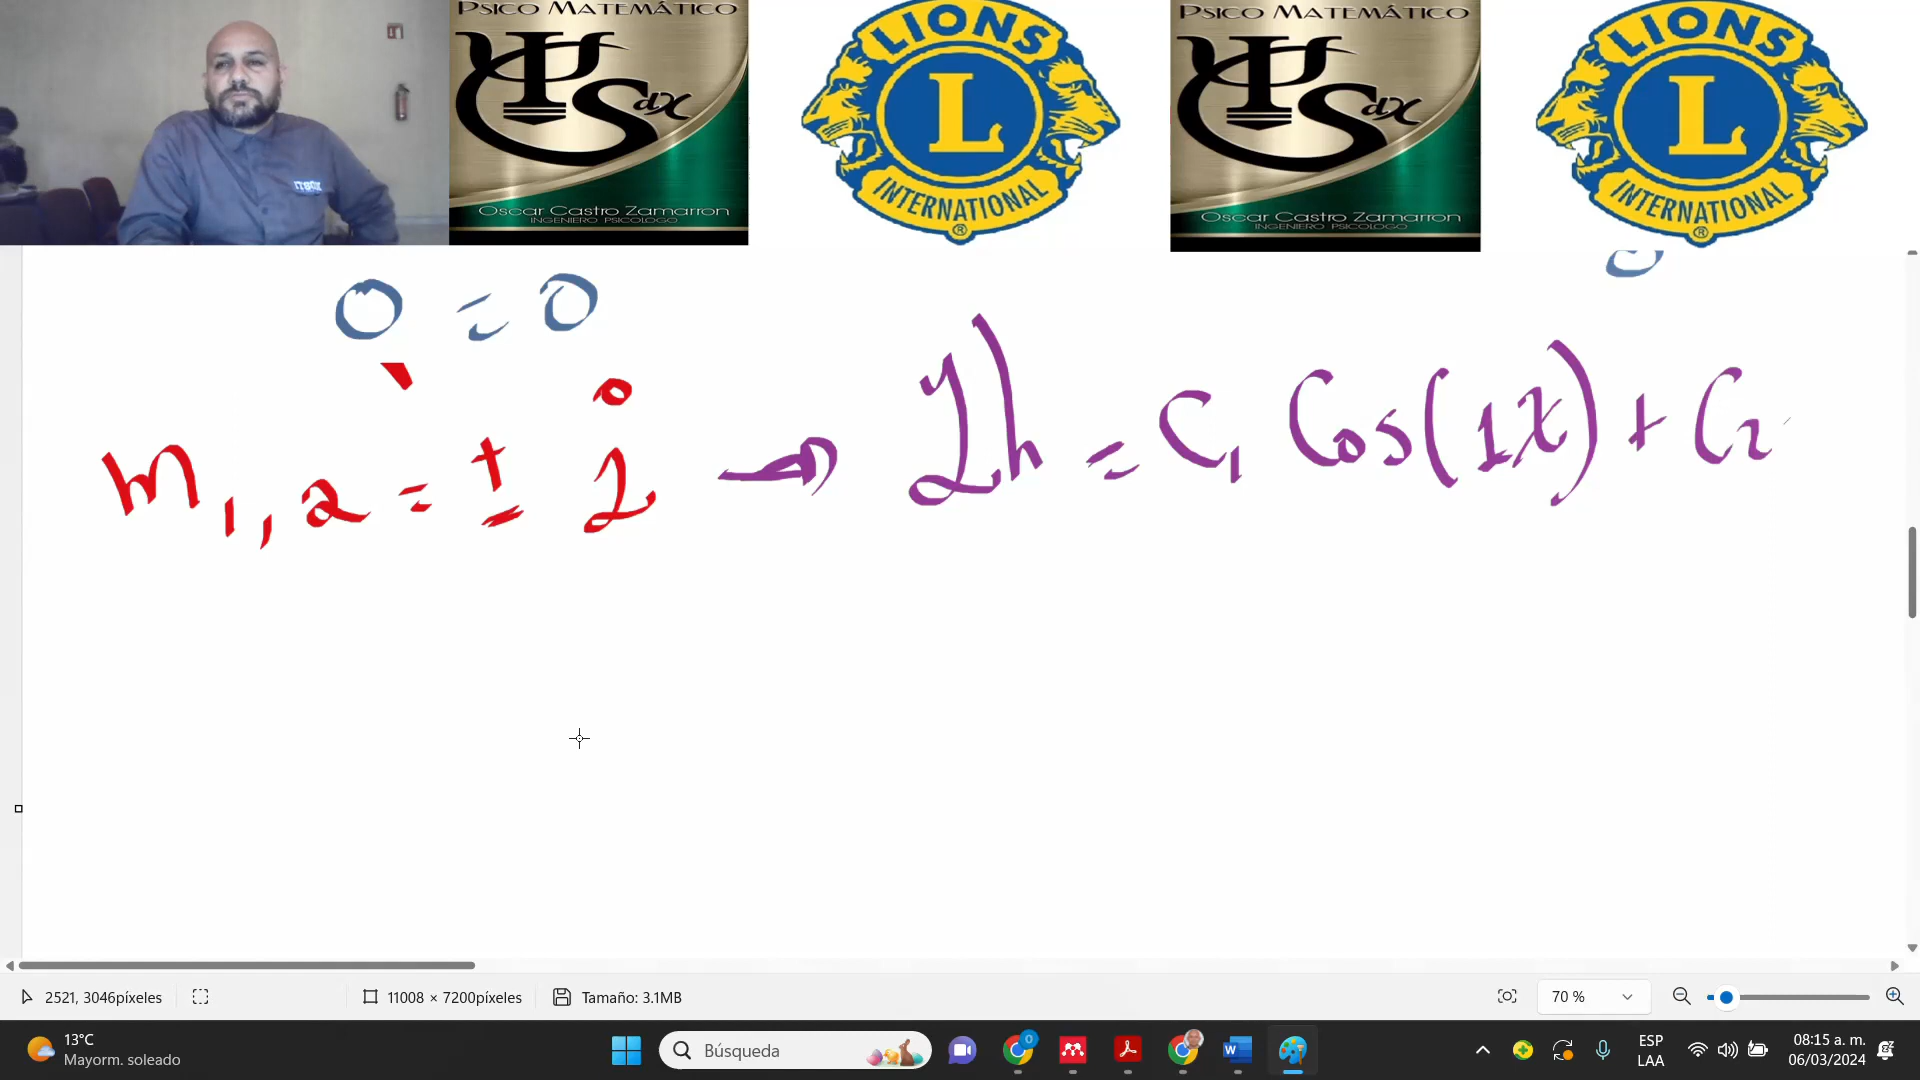 PSICO MATEMÁTICO
dx
Oscar Castro Zamarron
INGENIERO PSICOLOGO
LIONS
L
INTERNATIONAL
®
PSICO MATEMÁTICO
dx
Oscar Castro Zamarron
INGENIERO PSICOLOGO
LIONS
L
INTERNATIONAL
®
0 = 0
m1,2 = ± i → yh = C1 Cos(1x) + C2
2521, 3046píxeles
11008 × 7200píxeles
Tamaño: 3.1MB
70 %
13°C
Mayorm. soleado
Búsqueda
ESP
LAA
08:15 a. m.
06/03/2024